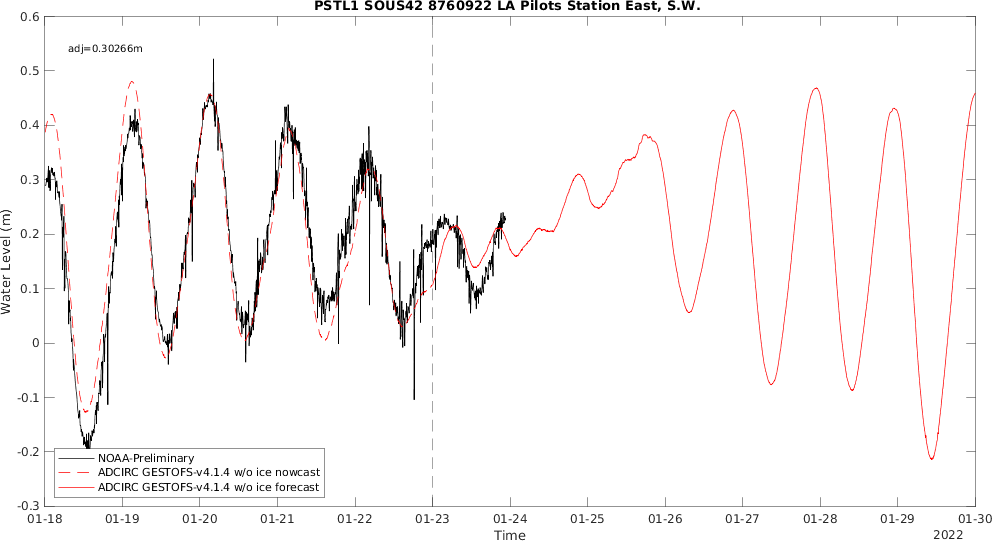 PSTL1 SOUS42 8760922 LA Pilots Station East, S.W.
adj=0.30266m
0.6
0.5
0.4
0.3
0.2
0.1
0
-0.1
-0.2
-0.3
Water Level (m)
NOAA-Preliminary
ADCIRC GESTOFS-v4.1.4 w/o ice nowcast
ADCIRC GESTOFS-v4.1.4 w/o ice forecast
01-18 01-19 01-20 01-21 01-22 01-23 01-24 01-25 01-26 01-27 01-28 01-29 01-30
Time
2022